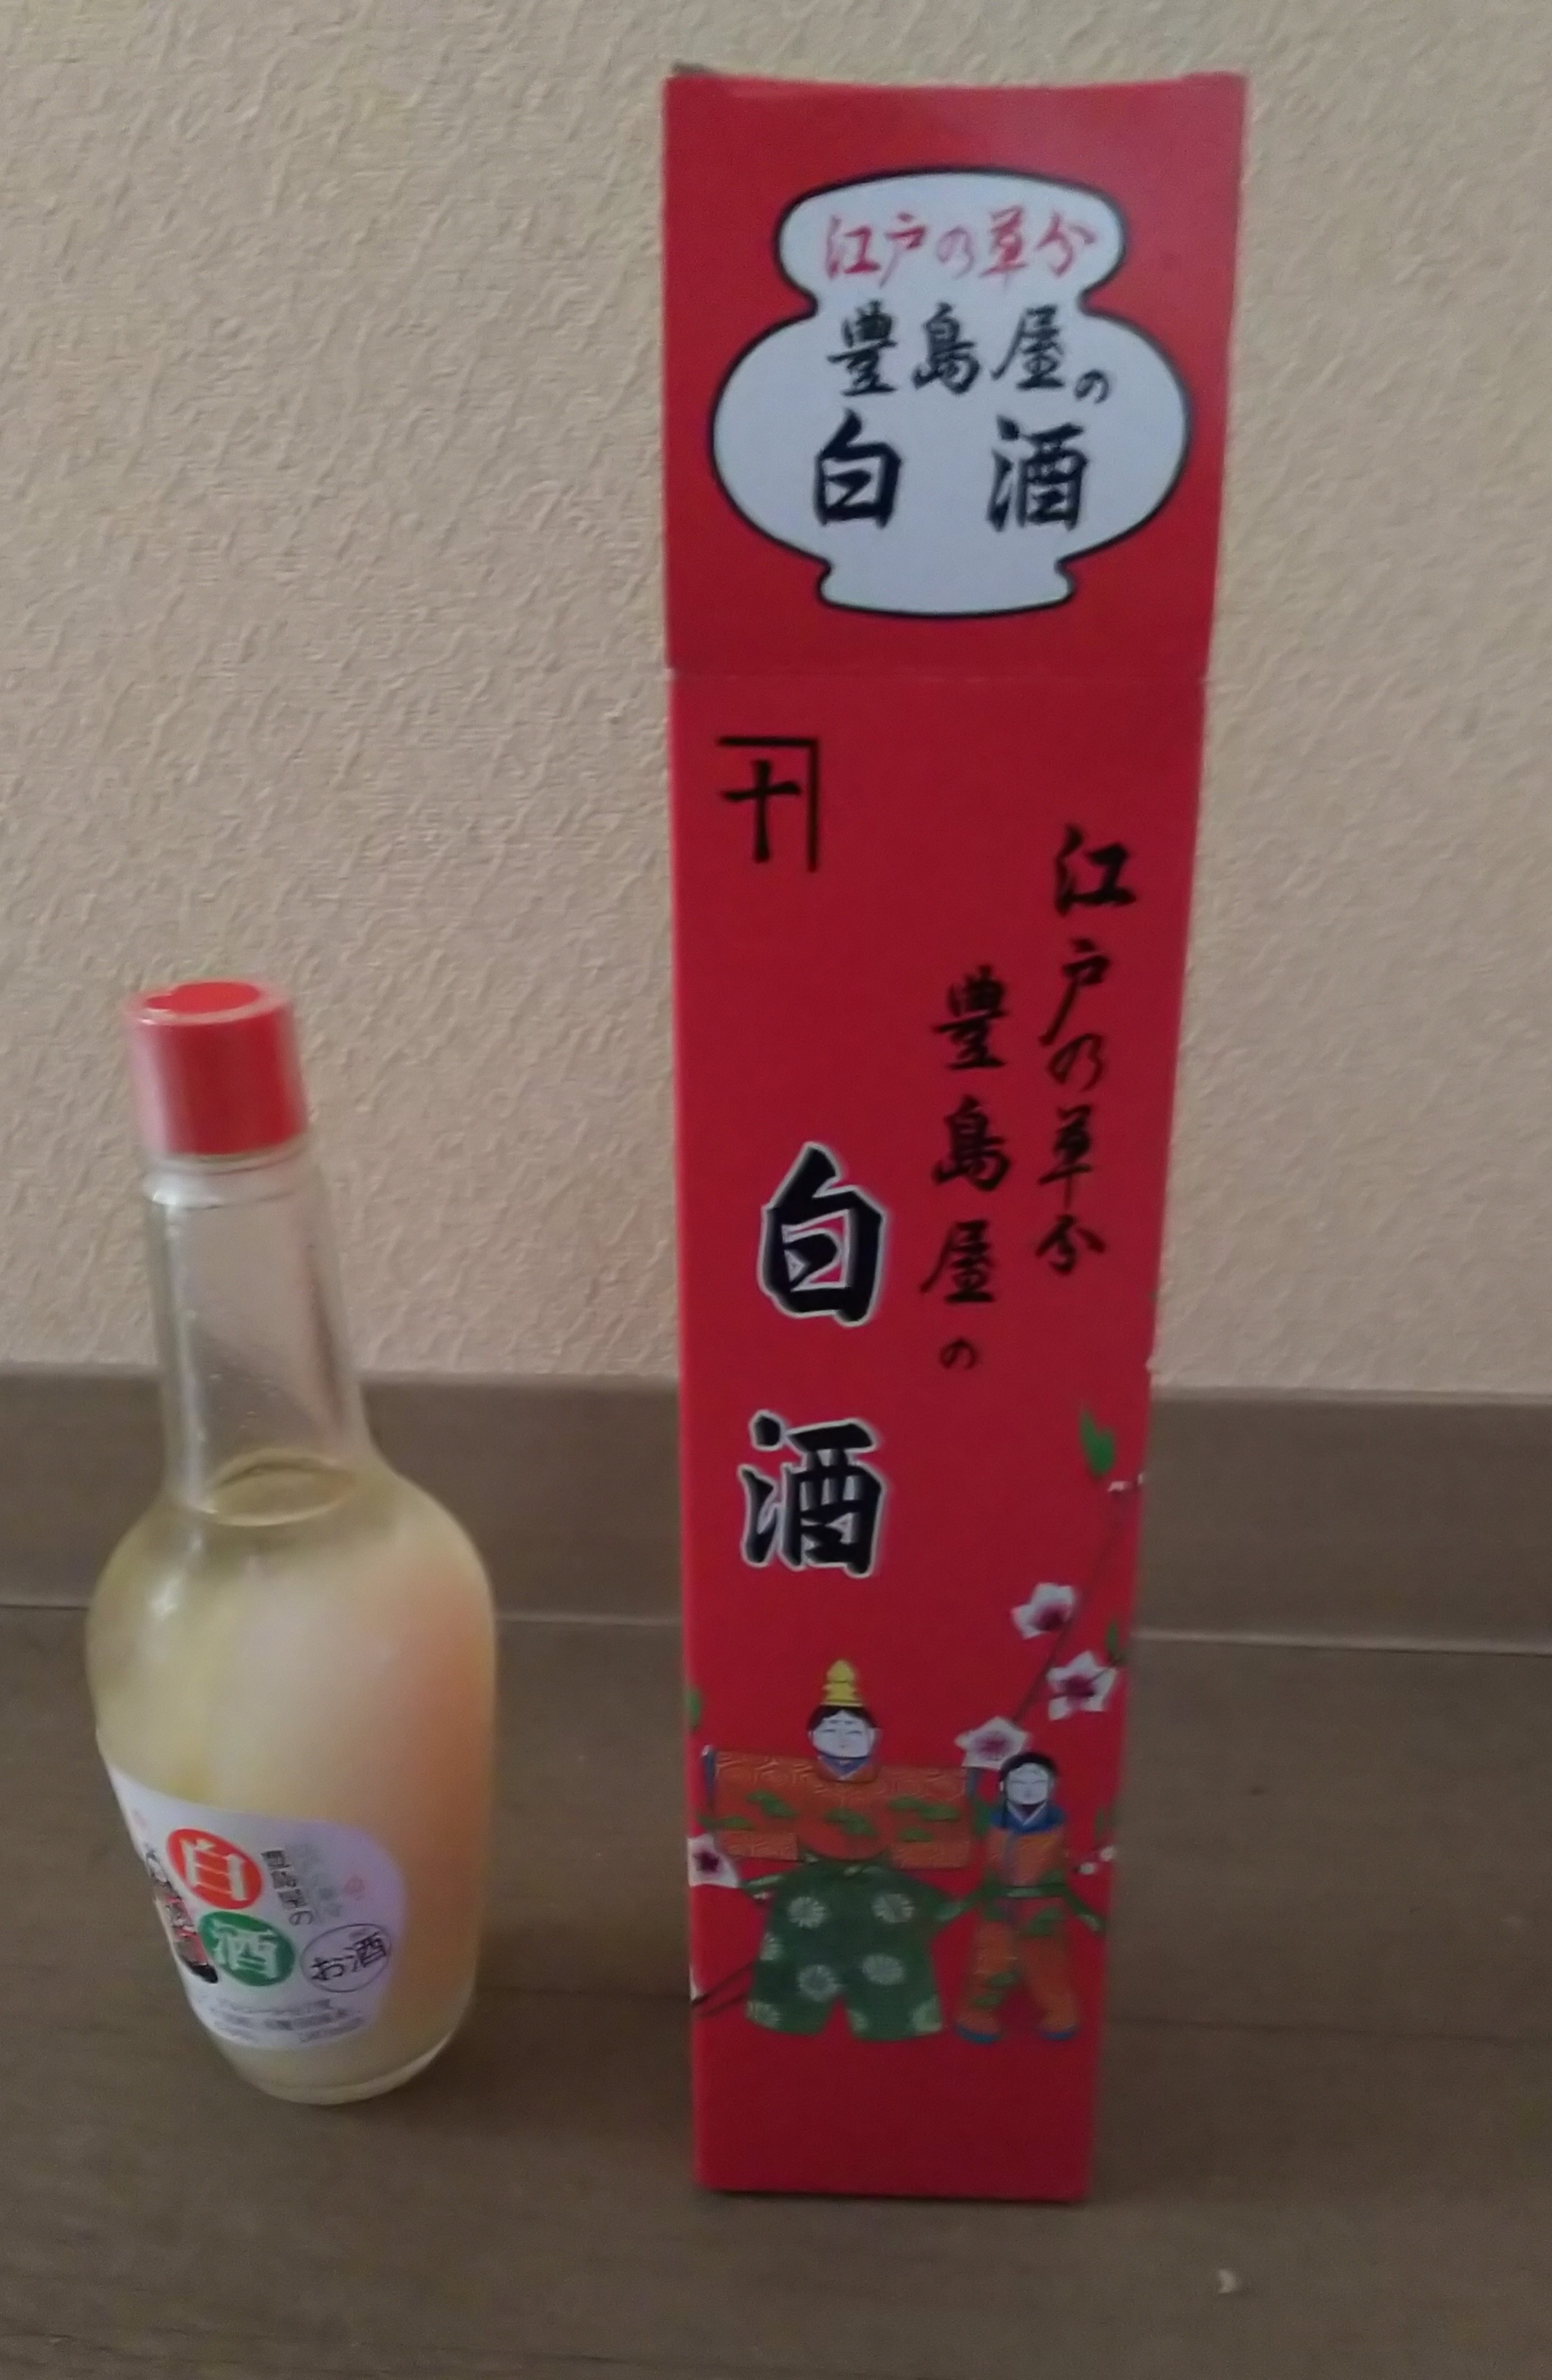 江戸の草分
豊島屋の
白酒
十
江戸の草分
豊島屋の
白酒
豊島屋の
白酒
お酒